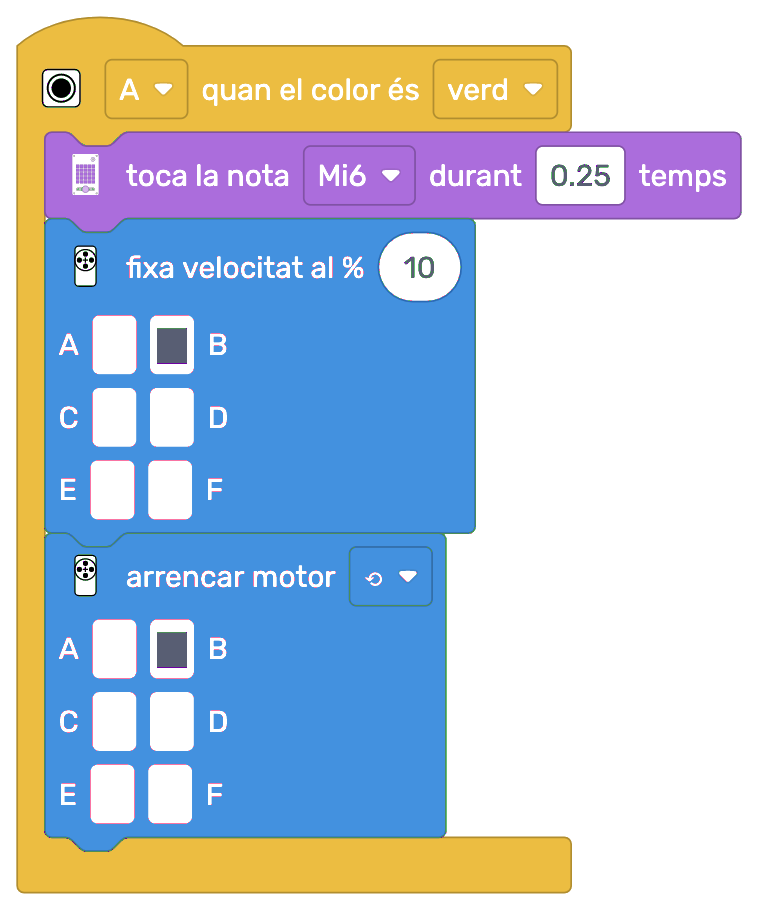 A quan el color és verd
toca la nota Mi6 durant 0.25 temps
fixa velocitat al % 10
A B
C D
E F
arrencar motor
A B
C D
E F